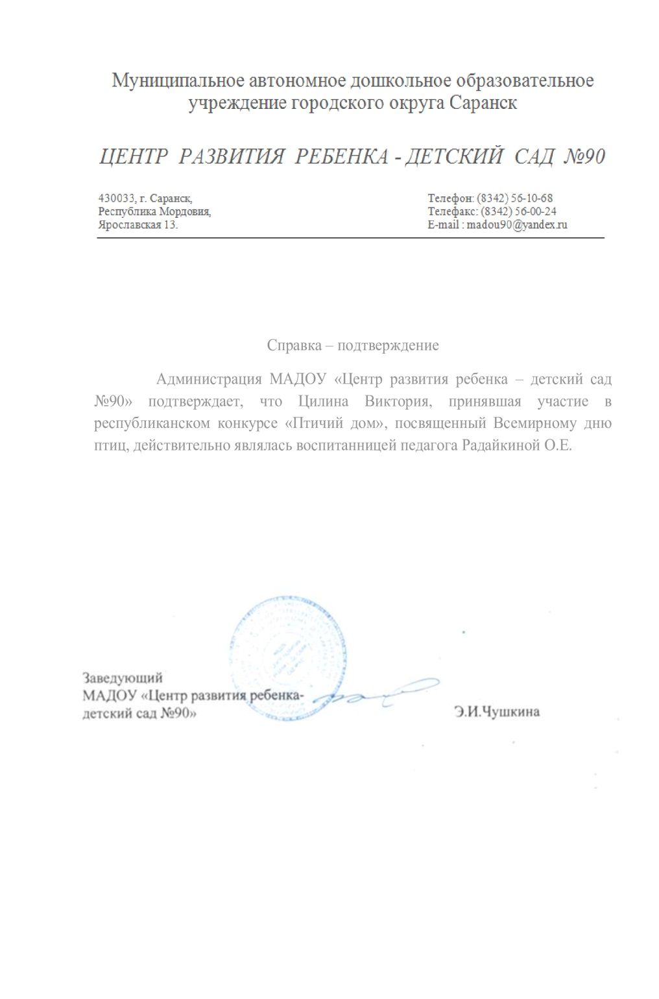 Муниципальное автономное дошкольное образовательное
учреждение городского округа Саранск
ЦЕНТР РАЗВИТИЯ РЕБЕНКА - ДЕТСКИЙ САД №90
430033, г. Саранск,
Республика Мордовия,
Ярославская 13.
Телефон: (8342) 56-10-68
Телефакс: (8342) 56-00-24
E-mail : madou90@yandex.ru
Справка – подтверждение
Администрация МАДОУ «Центр развития ребенка – детский сад
№90» подтверждает, что Цилина Виктория, принявшая участие в
республиканском конкурсе «Птичий дом», посвященный Всемирному дню
птиц, действительно являлась воспитанницей педагога Радайкиной О.Е.
Заведующий
МАДОУ «Центр развития ребенка-
детский сад №90»
Э.И.Чушкина